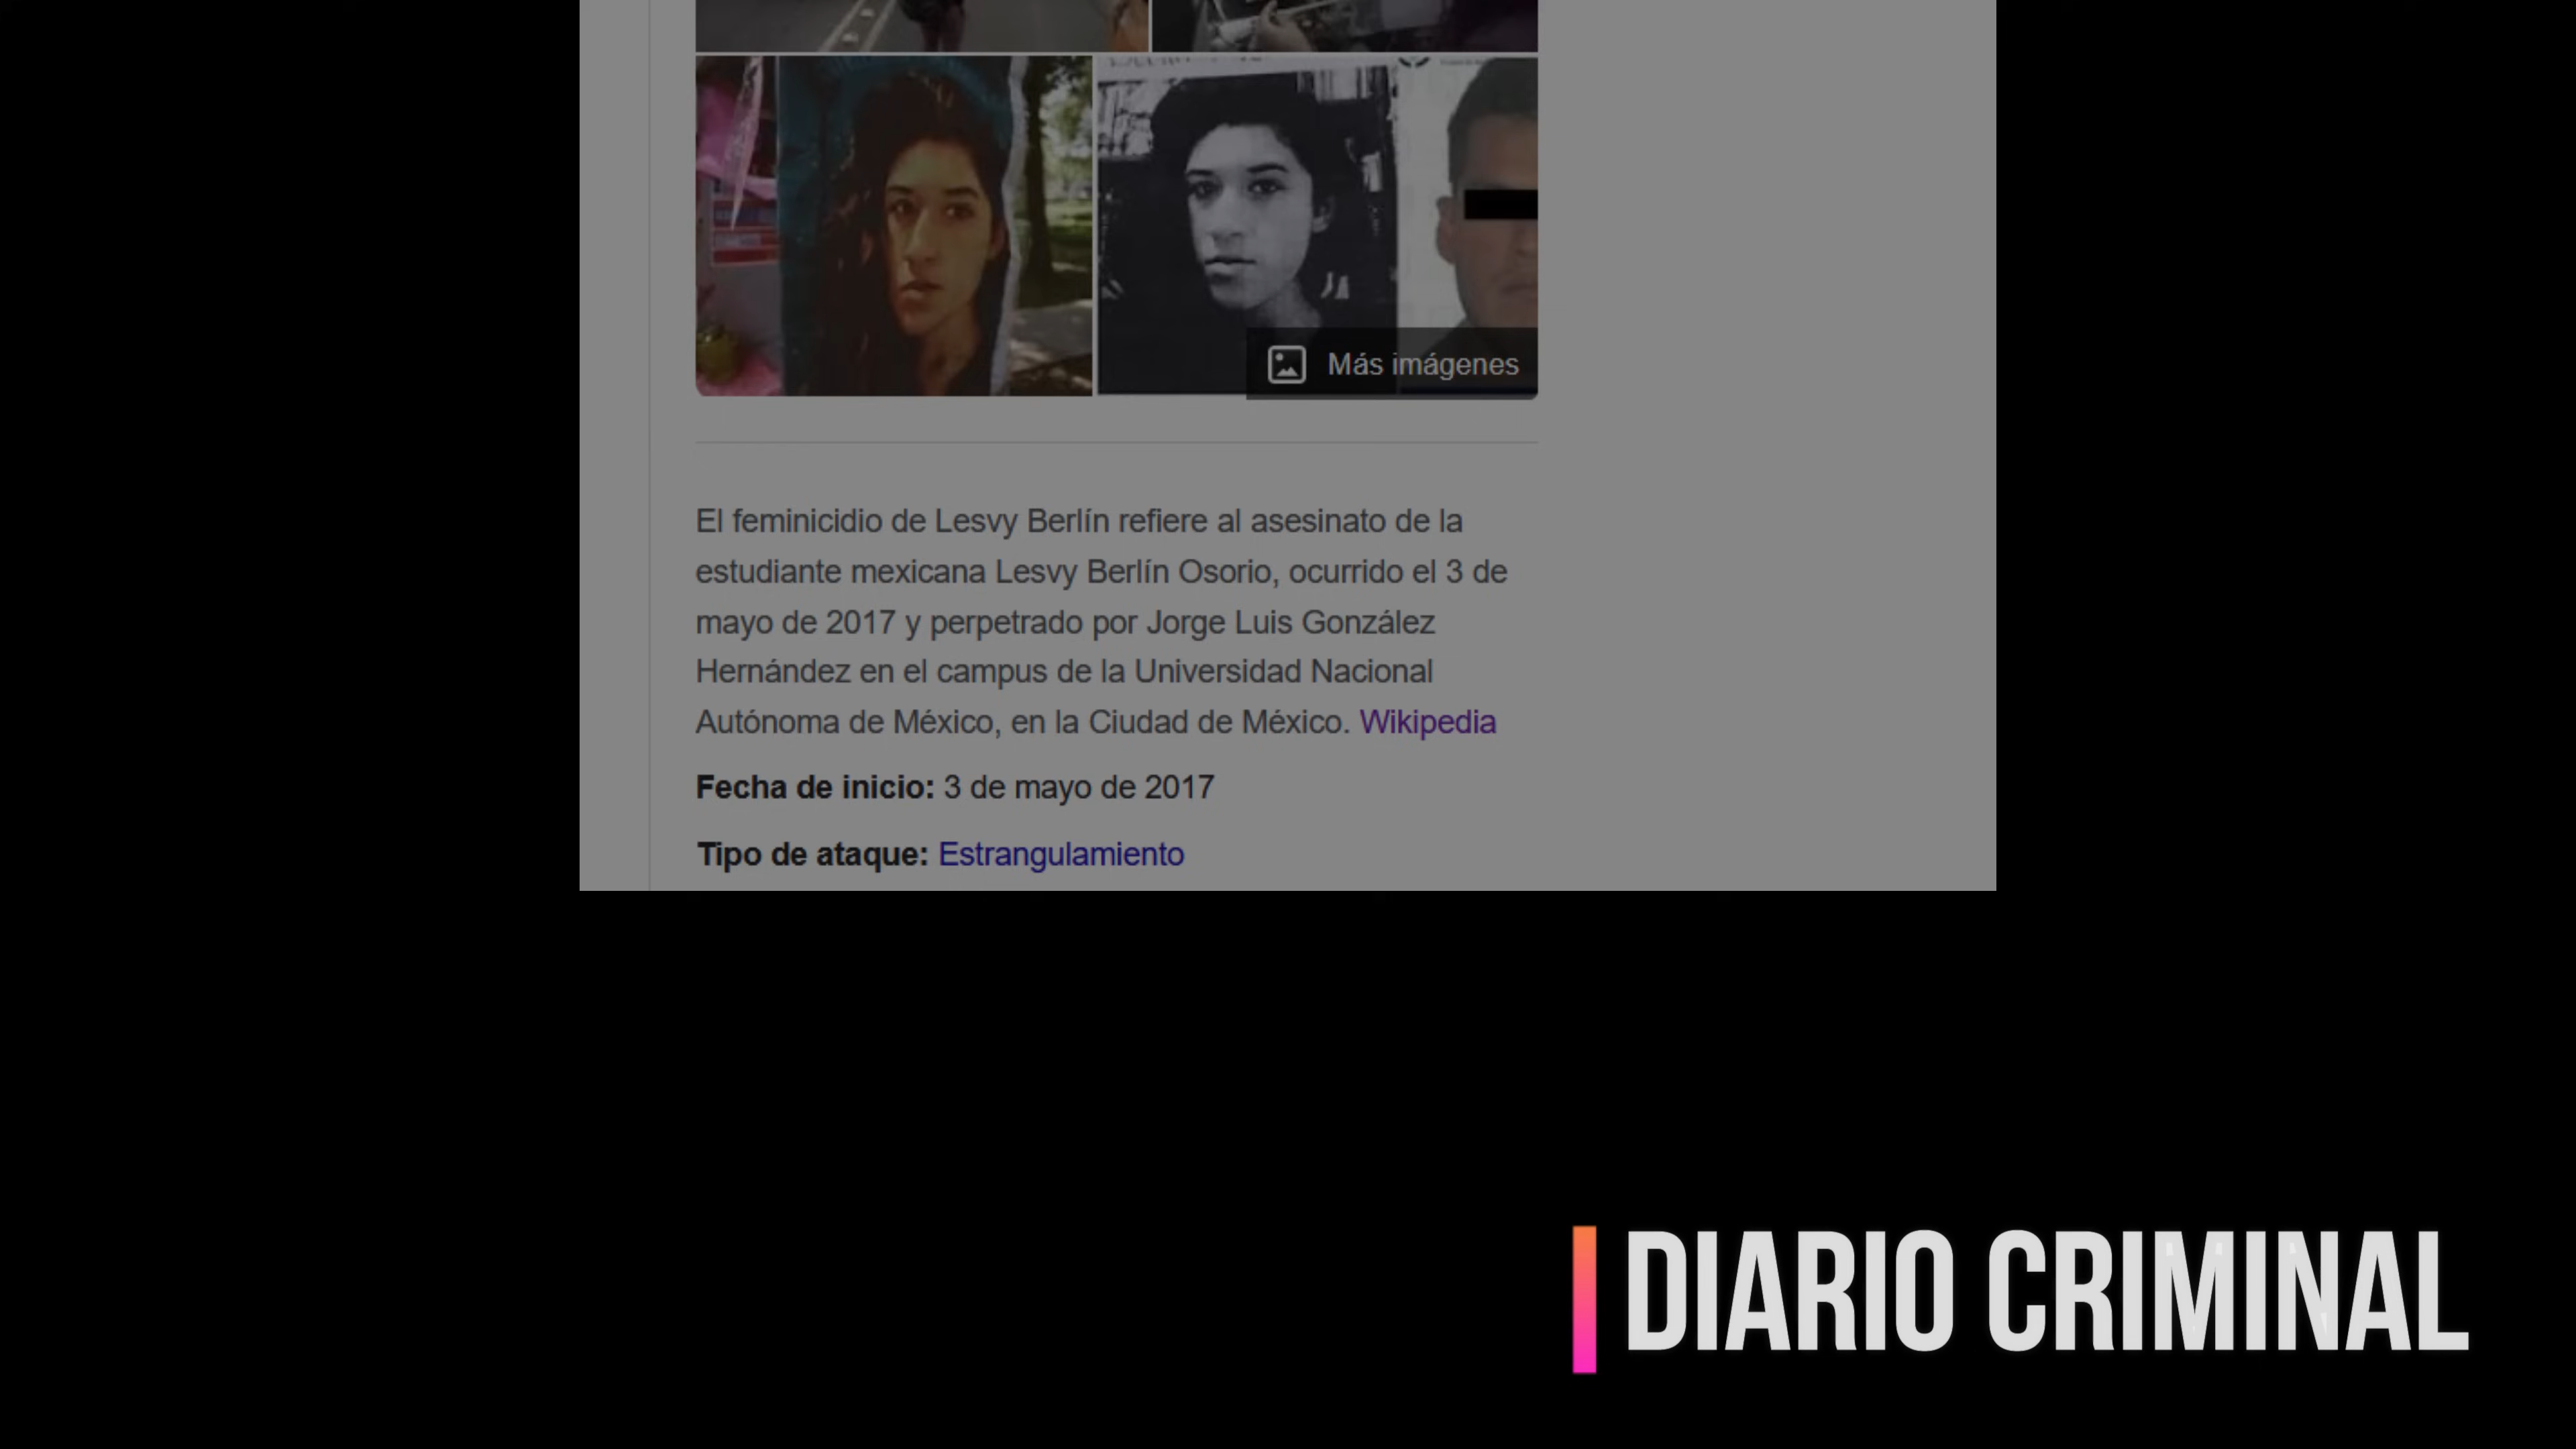 Más imágenes
El feminicidio de Lesvy Berlín refiere al asesinato de la
estudiante mexicana Lesvy Berlín Osorio, ocurrido el 3 de
mayo de 2017 y perpetrado por Jorge Luis González
Hernández en el campus de la Universidad Nacional
Autónoma de México, en la Ciudad de México. Wikipedia
Fecha de inicio: 3 de mayo de 2017
Tipo de ataque: Estrangulamiento
DIARIO CRIMINAL